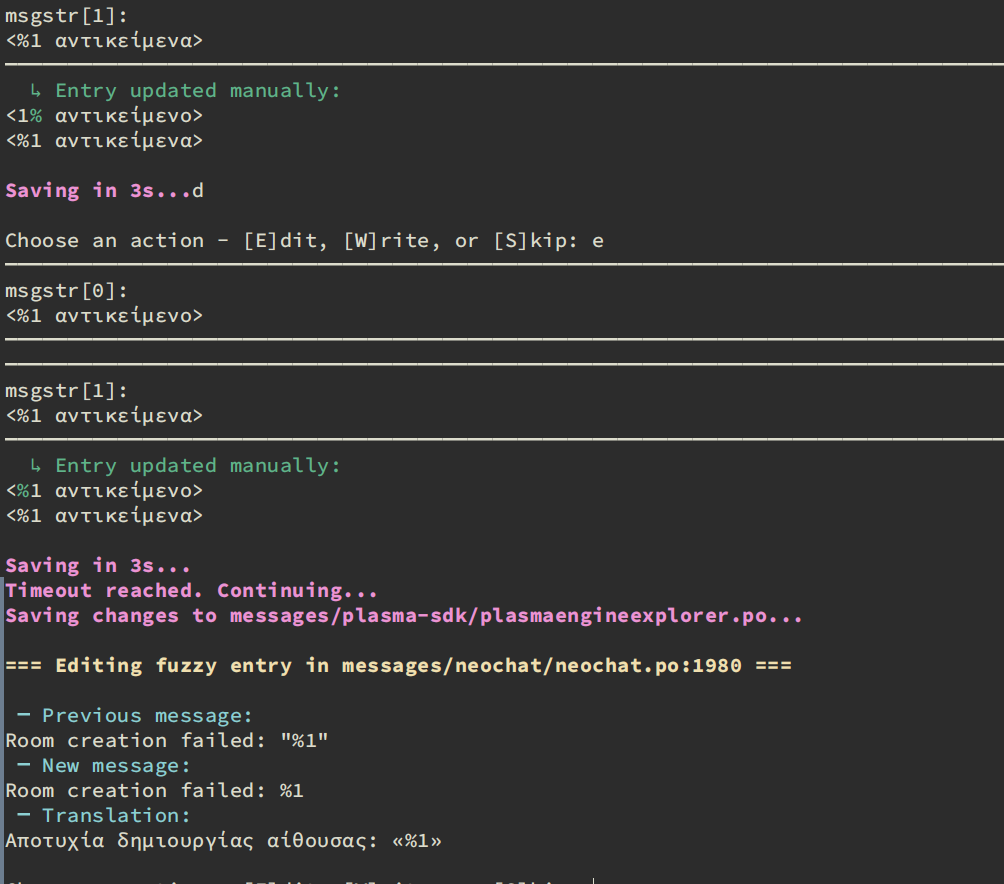 msgstr[1]:
<%1 αντικείμενα>
↳ Entry updated manually:
<1% αντικείμενο>
<%1 αντικείμενα>
Saving in 3s...d
Choose an action - [E]dit, [W]rite, or [S]kip: e
msgstr[0]:
<%1 αντικείμενο>
msgstr[1]:
<%1 αντικείμενα>
↳ Entry updated manually:
<%1 αντικείμενο>
<%1 αντικείμενα>
Saving in 3s...
Timeout reached. Continuing...
Saving changes to messages/plasma-sdk/plasmaengineexplorer.po...
=== Editing fuzzy entry in messages/neochat/neochat.po:1980 ===
— Previous message:
Room creation failed: "%1"
— New message:
Room creation failed: %1
— Translation:
Αποτυχία δημιουργίας αίθουσας: «%1»